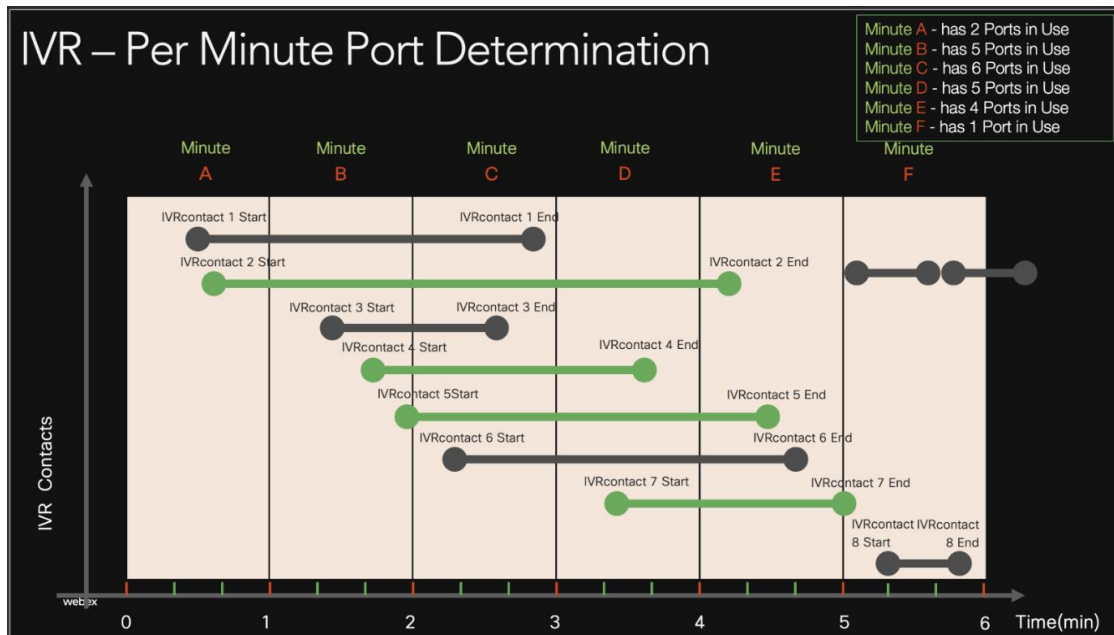 IVR – Per Minute Port Determination
Minute A - has 2 Ports in Use
Minute B - has 5 Ports in Use
Minute C - has 6 Ports in Use
Minute D - has 5 Ports in Use
Minute E - has 4 Ports in Use
Minute F - has 1 Port in Use
Minute Minute Minute Minute Minute Minute
A B C D E F
IVRcontact 1 Start IVRcontact 1 End
IVRcontact 2 Start IVRcontact 2 End
IVRcontact 3 Start IVRcontact 3 End
IVRcontact 4 Start IVRcontact 4 End
IVRcontact 5Start IVRcontact 5 End
IVRcontact 6 Start IVRcontact 6 End
IVRcontact 7 Start IVRcontact 7 End
IVRcontact IVRcontact
8 Start 8 End
IVR Contacts
webex
0 1 2 3 4 5 6 Time(min)